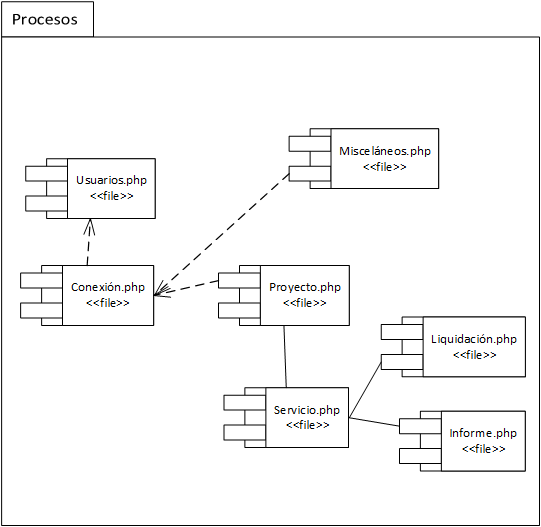 Procesos
Misceláneos.php
<<file>>
Usuarios.php
<<file>>
Conexión.php
<<file>>
Proyecto.php
<<file>>
Liquidación.php
<<file>>
Servicio.php
<<file>>
Informe.php
<<file>>